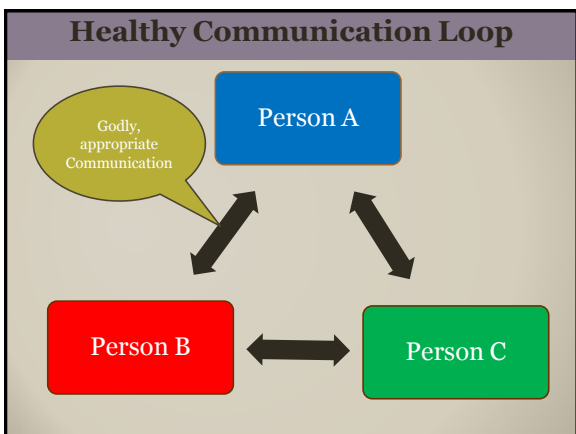 Healthy Communication Loop
Person A
Godly,
appropriate
Communication
Person B
Person C